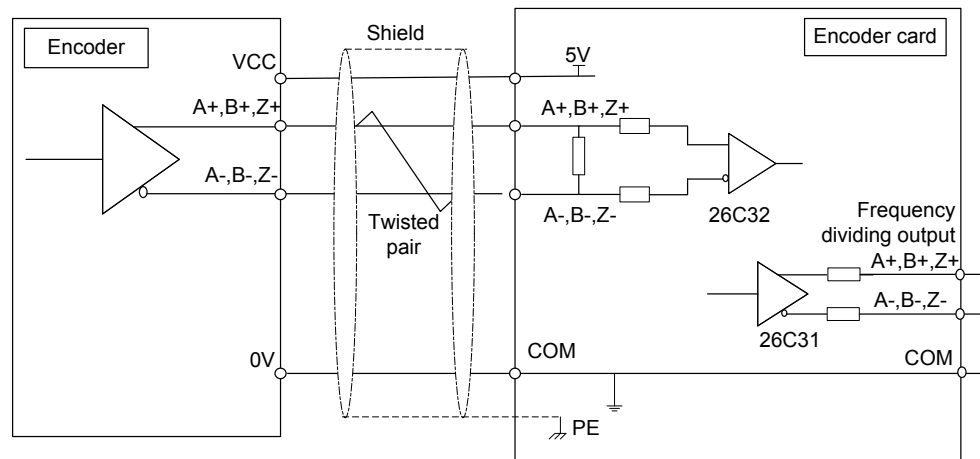 Encoder
Shield
Encoder card
VCC
5V
A+,B+,Z+
A+,B+,Z+
A-,B-,Z-
Twisted
pair
A-,B-,Z-
26C32
Frequency
dividing output
A+,B+,Z+
A-,B-,Z-
26C31
0V
COM
COM
PE